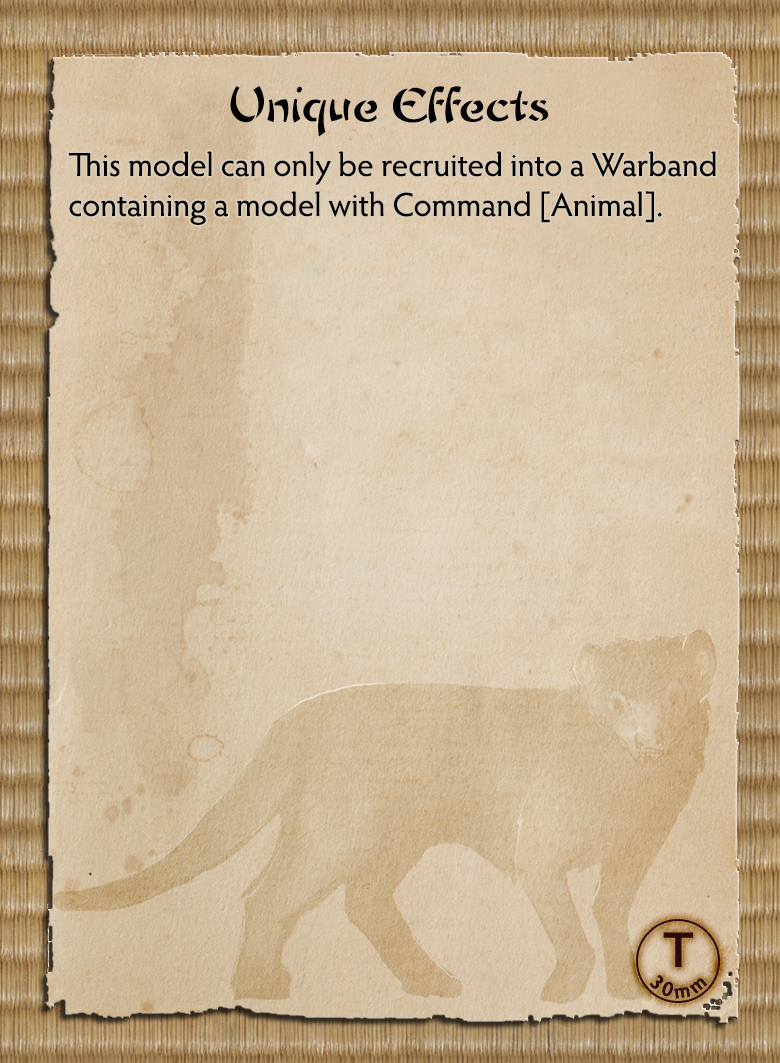 Unique Effects
This model can only be recruited into a Warband
containing a model with Command [Animal].
T
30mm